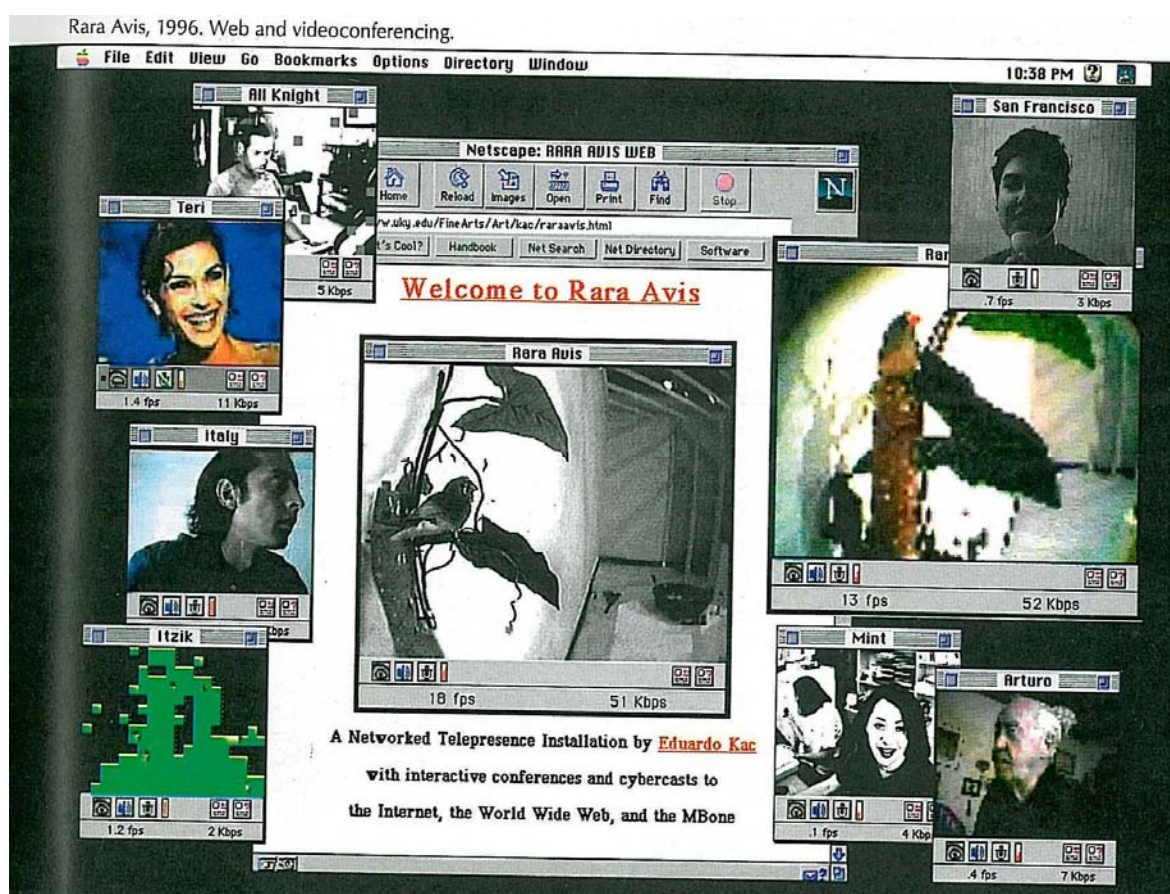 Rara Avis, 1996. Web and videoconferencing.
File Edit View Go Bookmarks Options Directory Window
10:38 PM
All Knight
5 Kbps
San Francisco
.7 fps 3 Kbps
Netscape: RARA AVIS WEB
Home Reload Images Open Print Find Stop
N
w.uky.edu/FineArts/Art/kac/raraavis.html
t's Cool? Handbook Net Search Net Directory Software
Teri
1.4 fps 11 Kbps
Welcome to Rara Avis
Rar
13 fps 52 Kbps
Rara Avis
18 fps 51 Kbps
Italy
Kbps
Itzik
1.2 fps 2 Kbps
Mint
.1 fps 4 Kbps
Arturo
.4 fps 7 Kbps
A Networked Telepresence Installation by Eduardo Kac
with interactive conferences and cybercasts to
the Internet, the World Wide Web, and the MBone